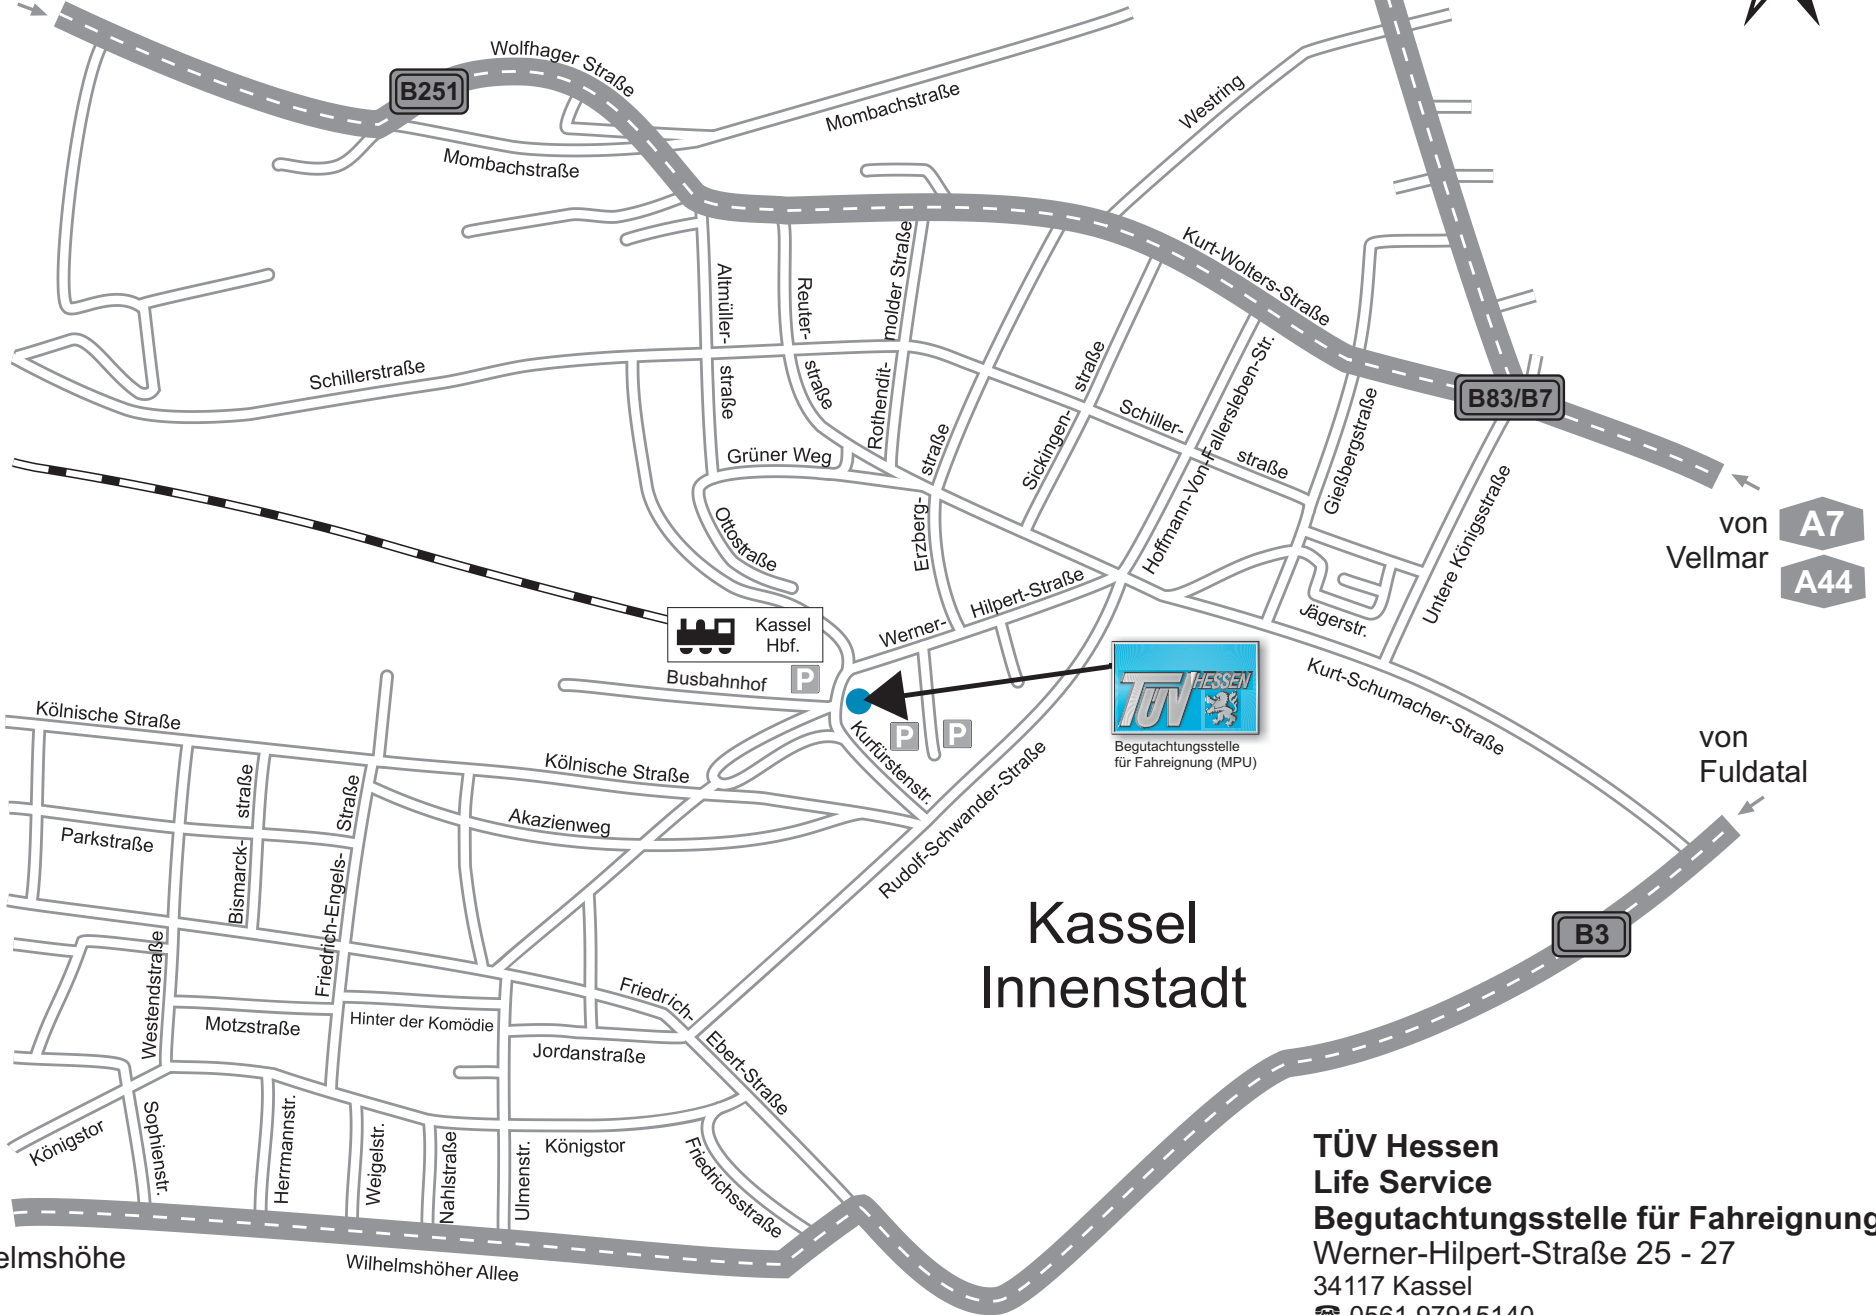 Wolfhager Straße
B251
Mombachstraße
Mombachstraße
Westring
Kurt-Wolters-Straße
Altmüller-
straße
Reuter-
straße
Rothendit-
molder Straße
Schillerstraße
Sickingen-
straße
Schiller-
straße
Hoffmann-Von-Fallersleben-Str.
Gießbergstraße
B83/B7
Untere Königsstraße
von
Vellmar
A7
A44
Grüner Weg
Ottostraße
Erzberg-
straße
Werner-
Hilpert-Straße
Jägerstr.
Kurt-Schumacher-Straße
Kassel
Hbf.
Busbahnhof
P
P
P
TÜV HESSEN
Begutachtungsstelle
für Fahreignung (MPU)
Kurfürstenstr.
Rudolf-Schwander-Straße
von
Fuldatal
B3
Kölnische Straße
Kölnische Straße
Akazienweg
Parkstraße
Bismarck-
straße
Friedrich-Engels-
Straße
Westendstraße
Motzstraße
Hinter der Komödie
Jordanstraße
Friedrich-
Ebert-Straße
Kassel
Innenstadt
Königstor
Sophienstr.
Herrmannstr.
Weigelstr.
Nahlstraße
Ulmenstr.
Königstor
Friedrichsstraße
Wilhelmshöher Allee
elmshöhe
TÜV Hessen
Life Service
Begutachtungsstelle für Fahreignung
Werner-Hilpert-Straße 25 - 27
34117 Kassel
☎ 0561 97915140